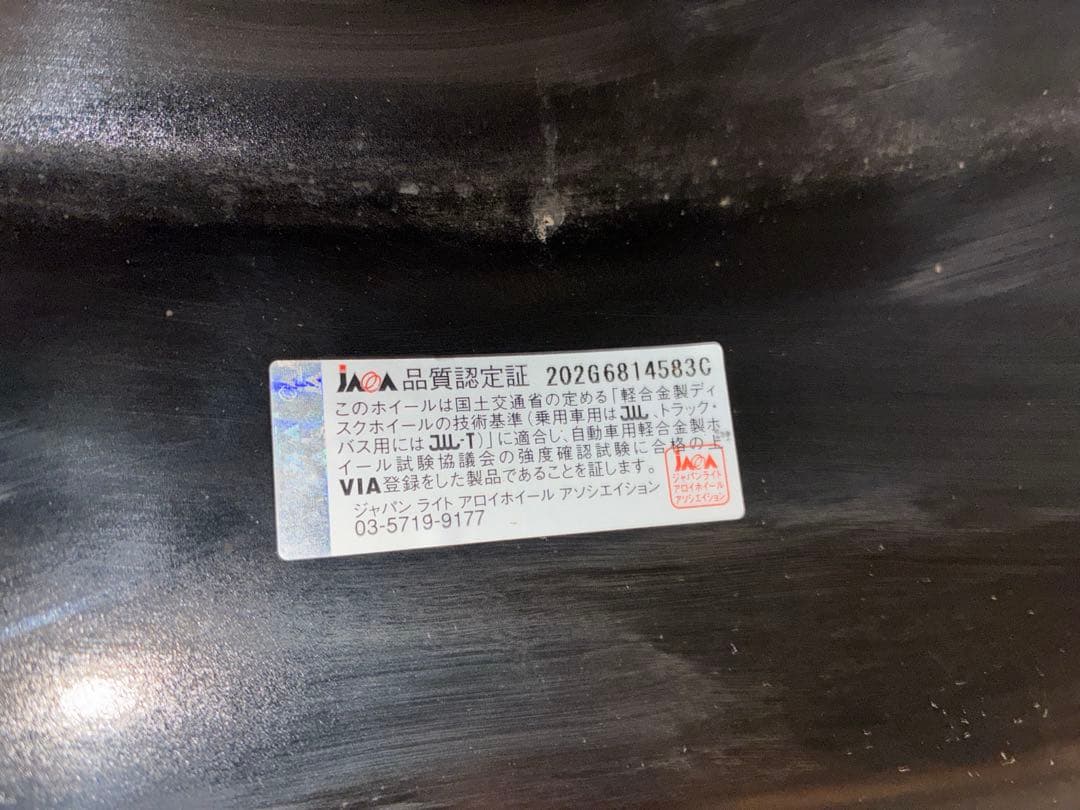 JAWA 品質認定証 202G6814583C
このホイールは国土交通省の定める「軽合金製ディ
スクホイールの技術基準(乗用車用はJWL、トラック・
バス用にはJWL-T)」に適合し、自動車用軽合金製ホ
イール試験協議会の強度確認試験に合格の上
VIA登録をした製品であることを証します。
ジャパン ライト アロイホイール アソシエイション
03-5719-9177
JAWA
ジャパンライト
アロイホイール
アソシエイション